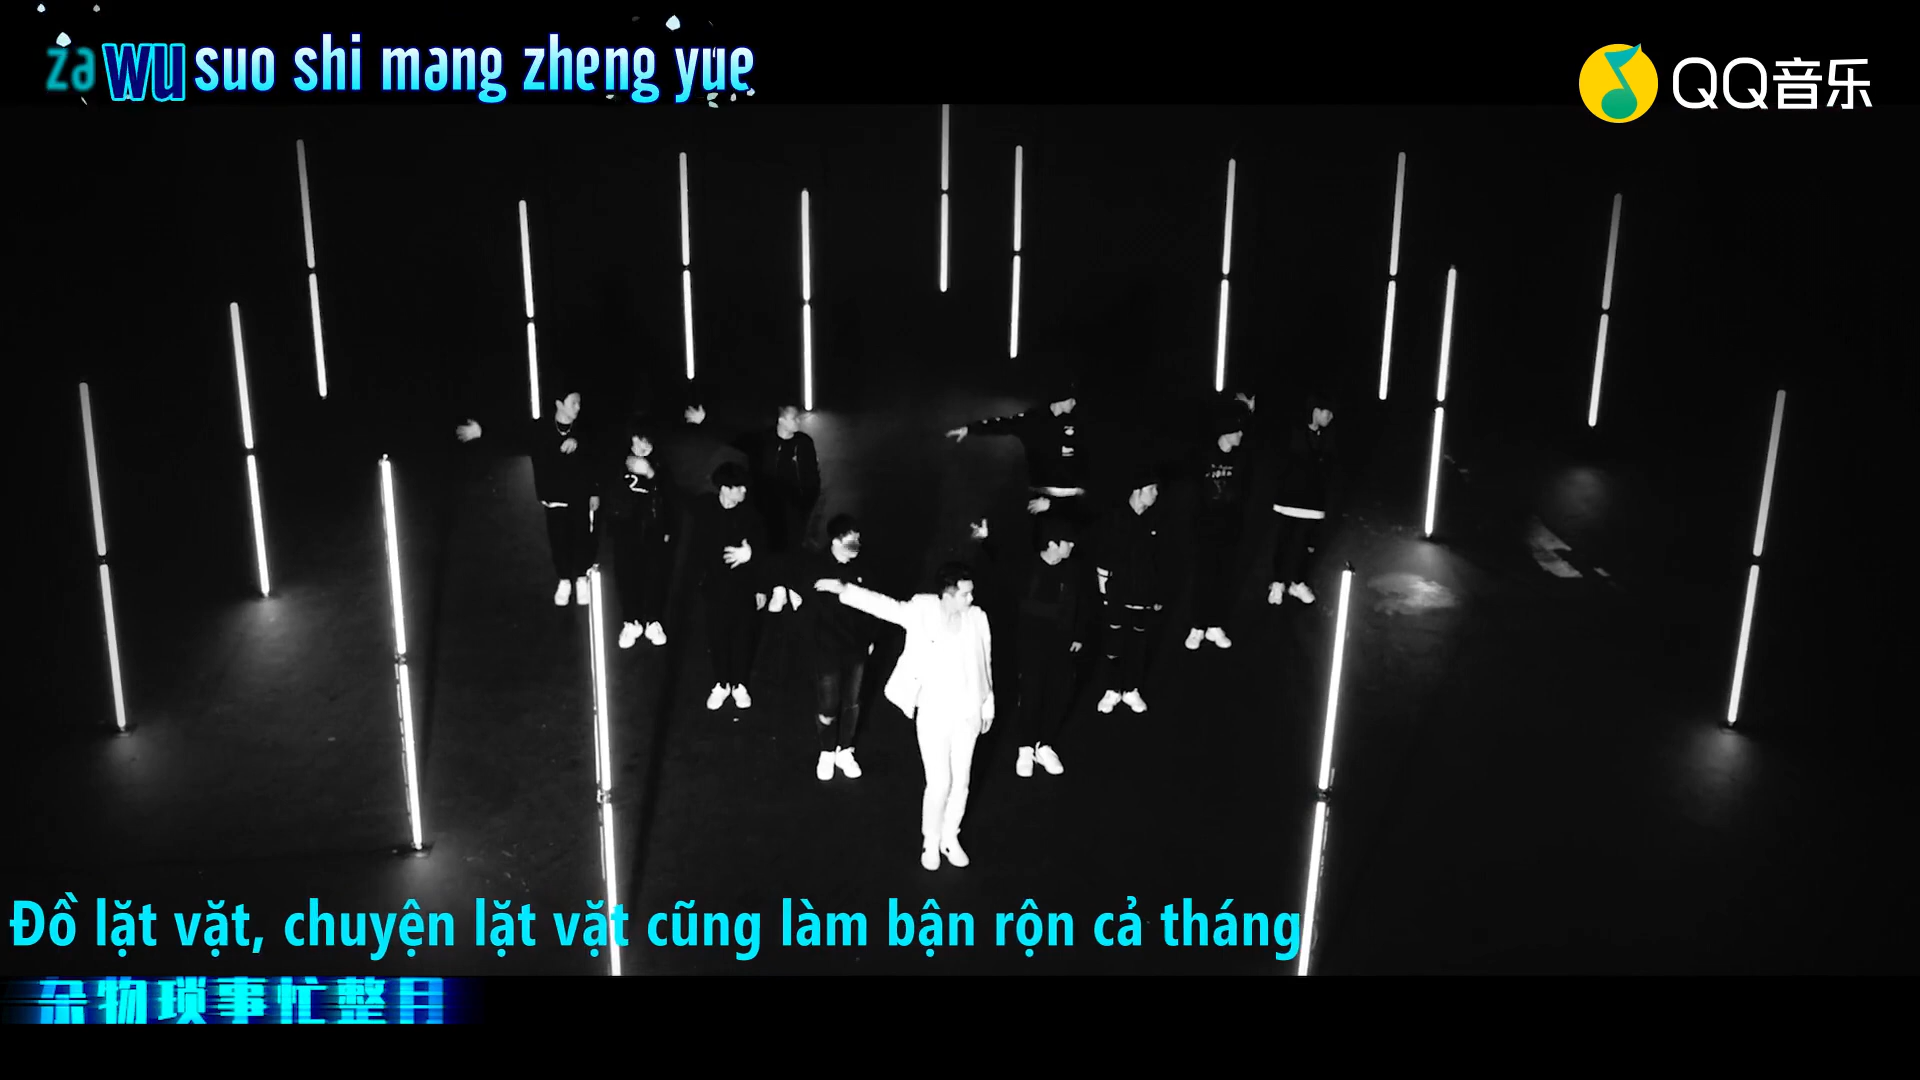 za wu suo shi mang zheng yue
QQ音乐
Đồ lặt vặt, chuyện lặt vặt cũng làm bận rộn cả tháng
杂物琐事忙整月